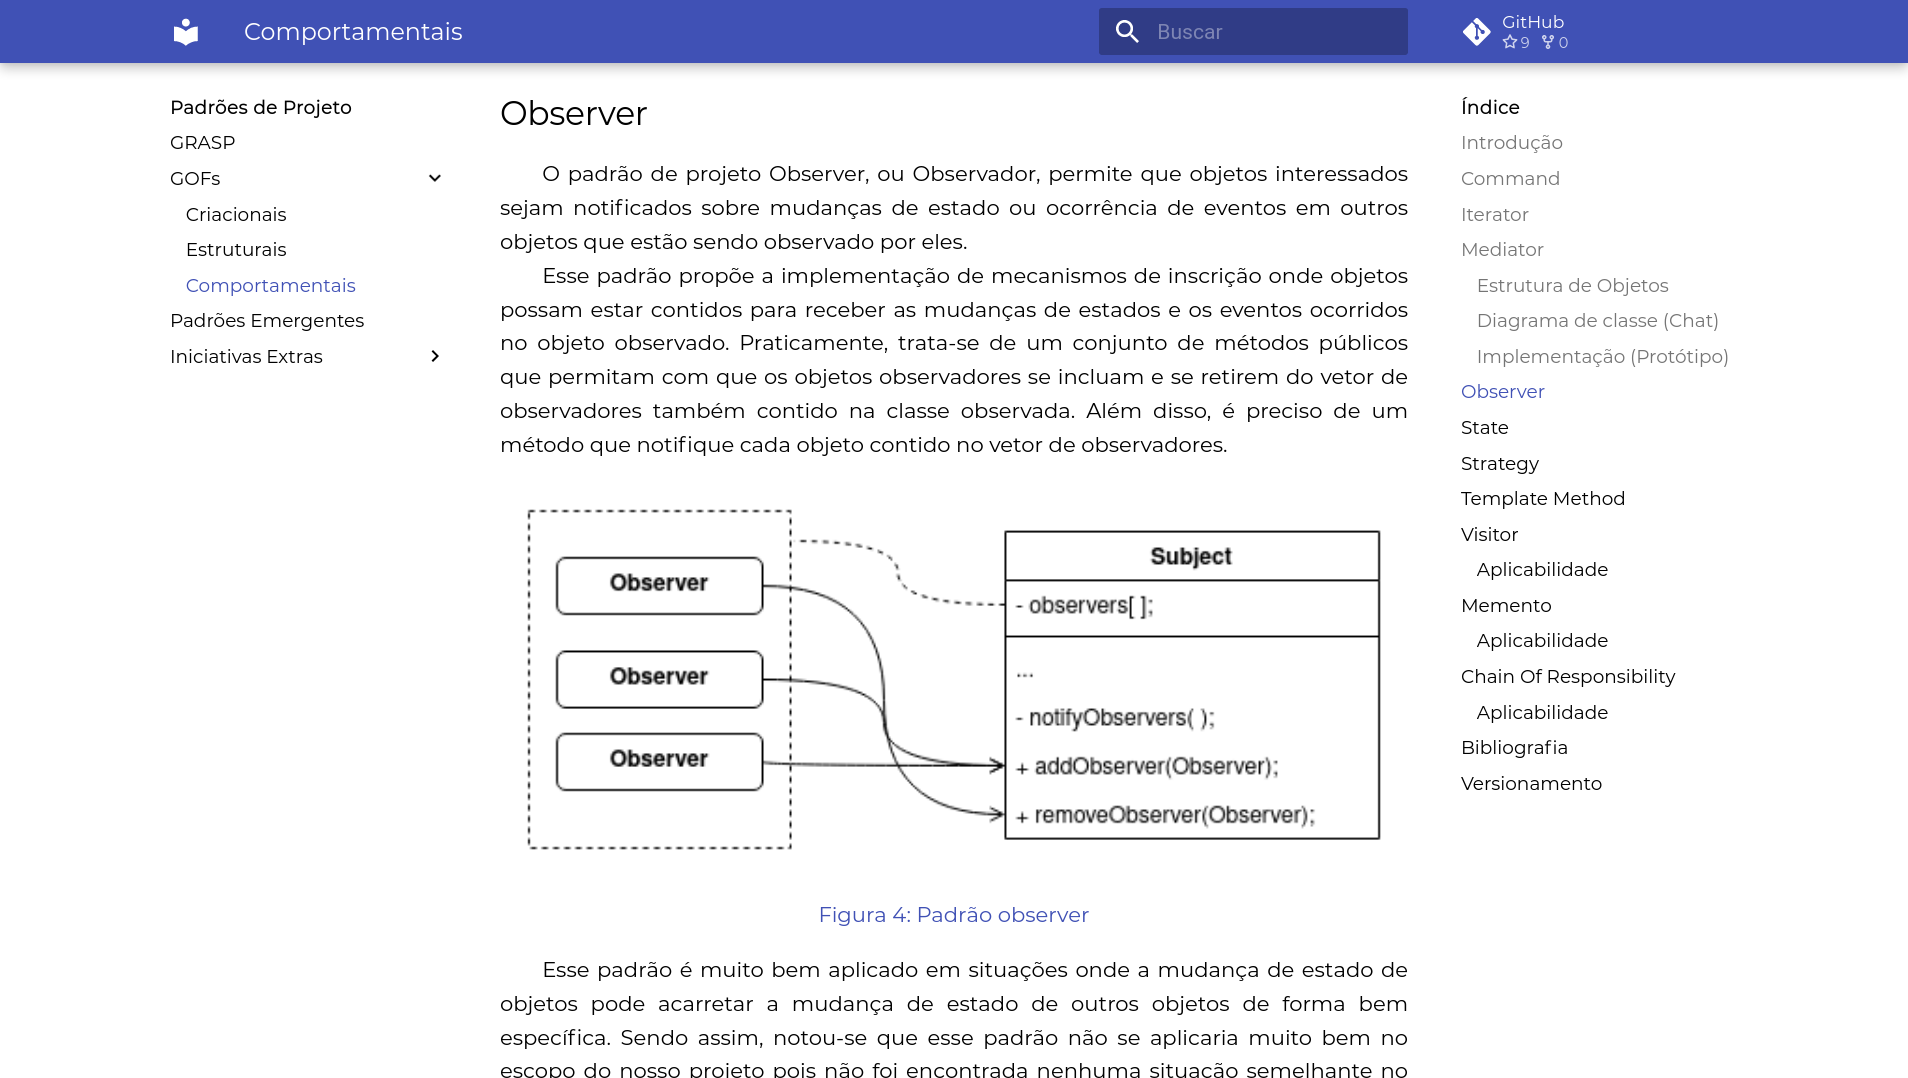 Comportamentais
Buscar
GitHub
9 0
Padrões de Projeto
GRASP
GOFs
Criacionais
Estruturais
Comportamentais
Padrões Emergentes
Iniciativas Extras
Observer
O padrão de projeto Observer, ou Observador, permite que objetos interessados
sejam notificados sobre mudanças de estado ou ocorrência de eventos em outros
objetos que estão sendo observado por eles.
Esse padrão propõe a implementação de mecanismos de inscrição onde objetos
possam estar contidos para receber as mudanças de estados e os eventos ocorridos
no objeto observado. Praticamente, trata-se de um conjunto de métodos públicos
que permitam com que os objetos observadores se incluam e se retirem do vetor de
observadores também contido na classe observada. Além disso, é preciso de um
método que notifique cada objeto contido no vetor de observadores.
Observer
Observer
Observer
Subject
- observers[ ];
...
- notifyObservers( );
+ addObserver(Observer);
+ removeObserver(Observer);
Figura 4: Padrão observer
Esse padrão é muito bem aplicado em situações onde a mudança de estado de
objetos pode acarretar a mudança de estado de outros objetos de forma bem
específica. Sendo assim, notou-se que esse padrão não se aplicaria muito bem no
escopo do nosso projeto pois não foi encontrada nenhuma situação semelhante no
Índice
Introdução
Command
Iterator
Mediator
Estrutura de Objetos
Diagrama de classe (Chat)
Implementação (Protótipo)
Observer
State
Strategy
Template Method
Visitor
Aplicabilidade
Memento
Aplicabilidade
Chain Of Responsibility
Aplicabilidade
Bibliografia
Versionamento